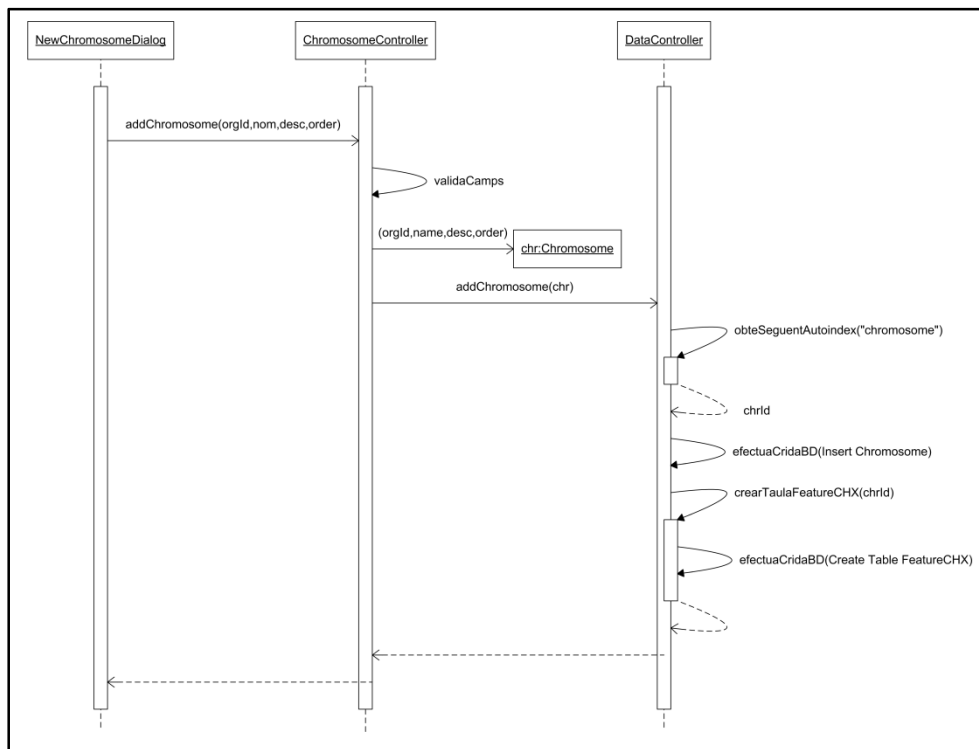 NewChromosomeDialog
ChromosomeController
DataController
addChromosome(orgId,nom,desc,order)
validaCamps
(orgId,name,desc,order)
chr:Chromosome
addChromosome(chr)
obteSeguentAutoindex("chromosome")
chrId
efectuaCridaBD(Insert Chromosome)
crearTaulaFeatureCHX(chrId)
efectuaCridaBD(Create Table FeatureCHX)